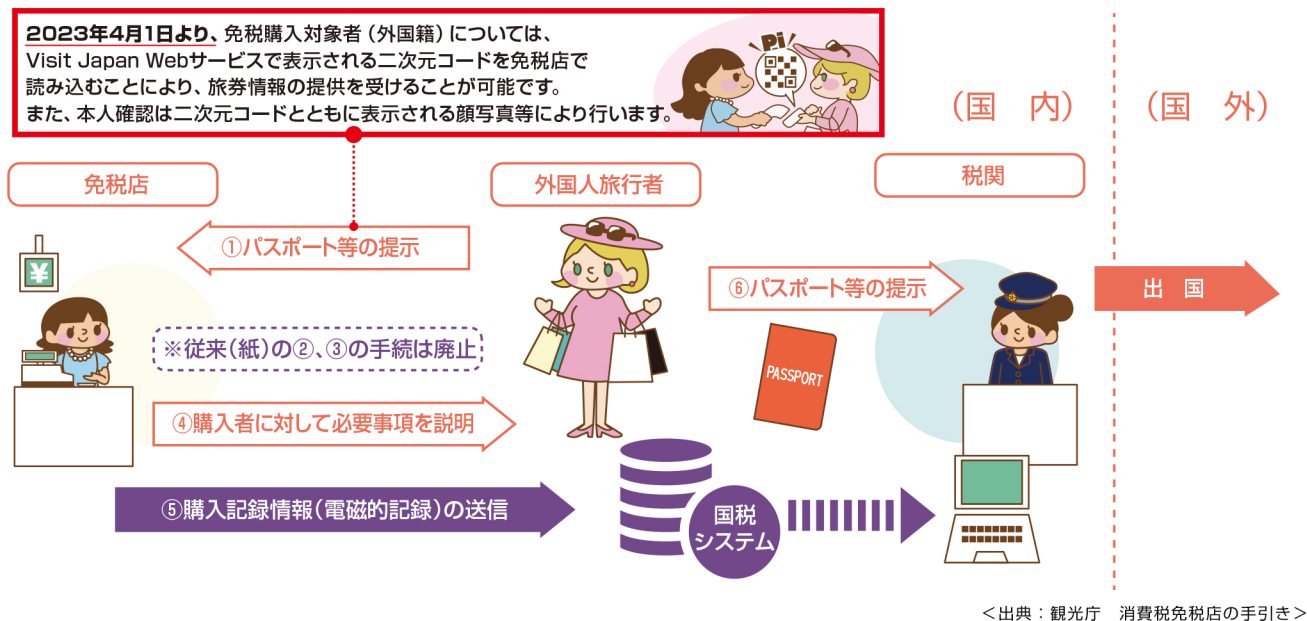 2023年4月1日より、免税購入対象者（外国籍）については、
Visit Japan Webサービスで表示される二次元コードを免税店で
読み込むことにより、旅券情報の提供を受けることが可能です。
また、本人確認は二次元コードとともに表示される顔写真等により行います。
Pi
（国　内）
（国　外）
免税店
外国人旅行者
税関
①パスポート等の提示
¥
⑥パスポート等の提示
出　国
※従来（紙）の②、③の手続は廃止
PASSPORT
④購入者に対して必要事項を説明
⑤購入記録情報（電磁的記録）の送信
国税
システム
＜出典：観光庁　消費税免税店の手引き＞